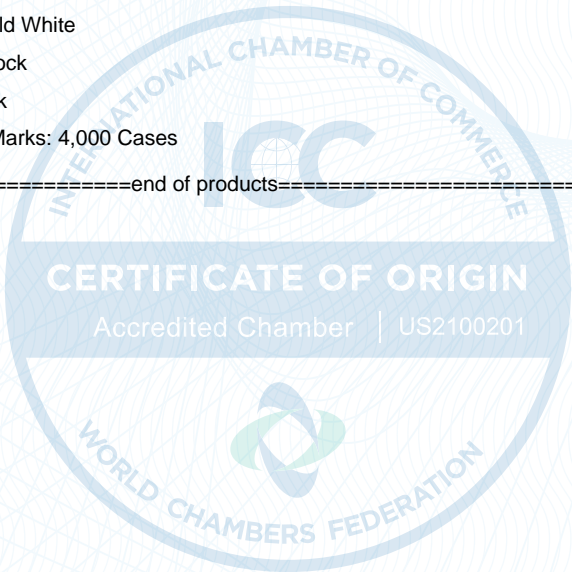 ld White
ock
k
Marks: 4,000 Cases
===========end of products========================
INTERNATIONAL CHAMBER OF COMMERCE
ICC
CERTIFICATE OF ORIGIN
Accredited Chamber | US2100201
WORLD CHAMBERS FEDERATION